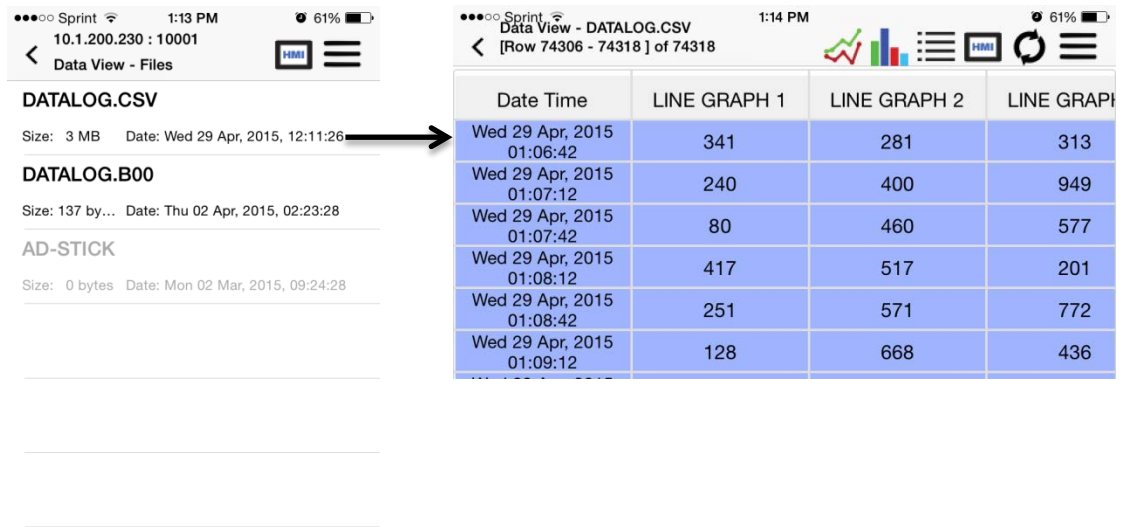 Sprint 1:13 PM 61%
10.1.200.230 : 10001
HMI
Data View - Files
DATALOG.CSV
Size: 3 MB Date: Wed 29 Apr, 2015, 12:11:26
DATALOG.B00
Size: 137 by... Date: Thu 02 Apr, 2015, 02:23:28
AD-STICK
Size: 0 bytes Date: Mon 02 Mar, 2015, 09:24:28
Sprint 1:14 PM 61%
Data View - DATALOG.CSV
[Row 74306 - 74318 ] of 74318
HMI
Date Time LINE GRAPH 1 LINE GRAPH 2 LINE GRAPH
Wed 29 Apr, 2015
01:06:42 341 281 313
Wed 29 Apr, 2015
01:07:12 240 400 949
Wed 29 Apr, 2015
01:07:42 80 460 577
Wed 29 Apr, 2015
01:08:12 417 517 201
Wed 29 Apr, 2015
01:08:42 251 571 772
Wed 29 Apr, 2015
01:09:12 128 668 436